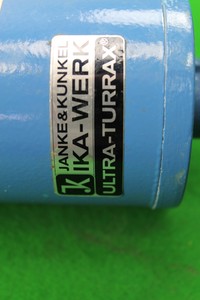 JANKE & KUNKEL
IKA-WERK
ULTRA-TURRAX